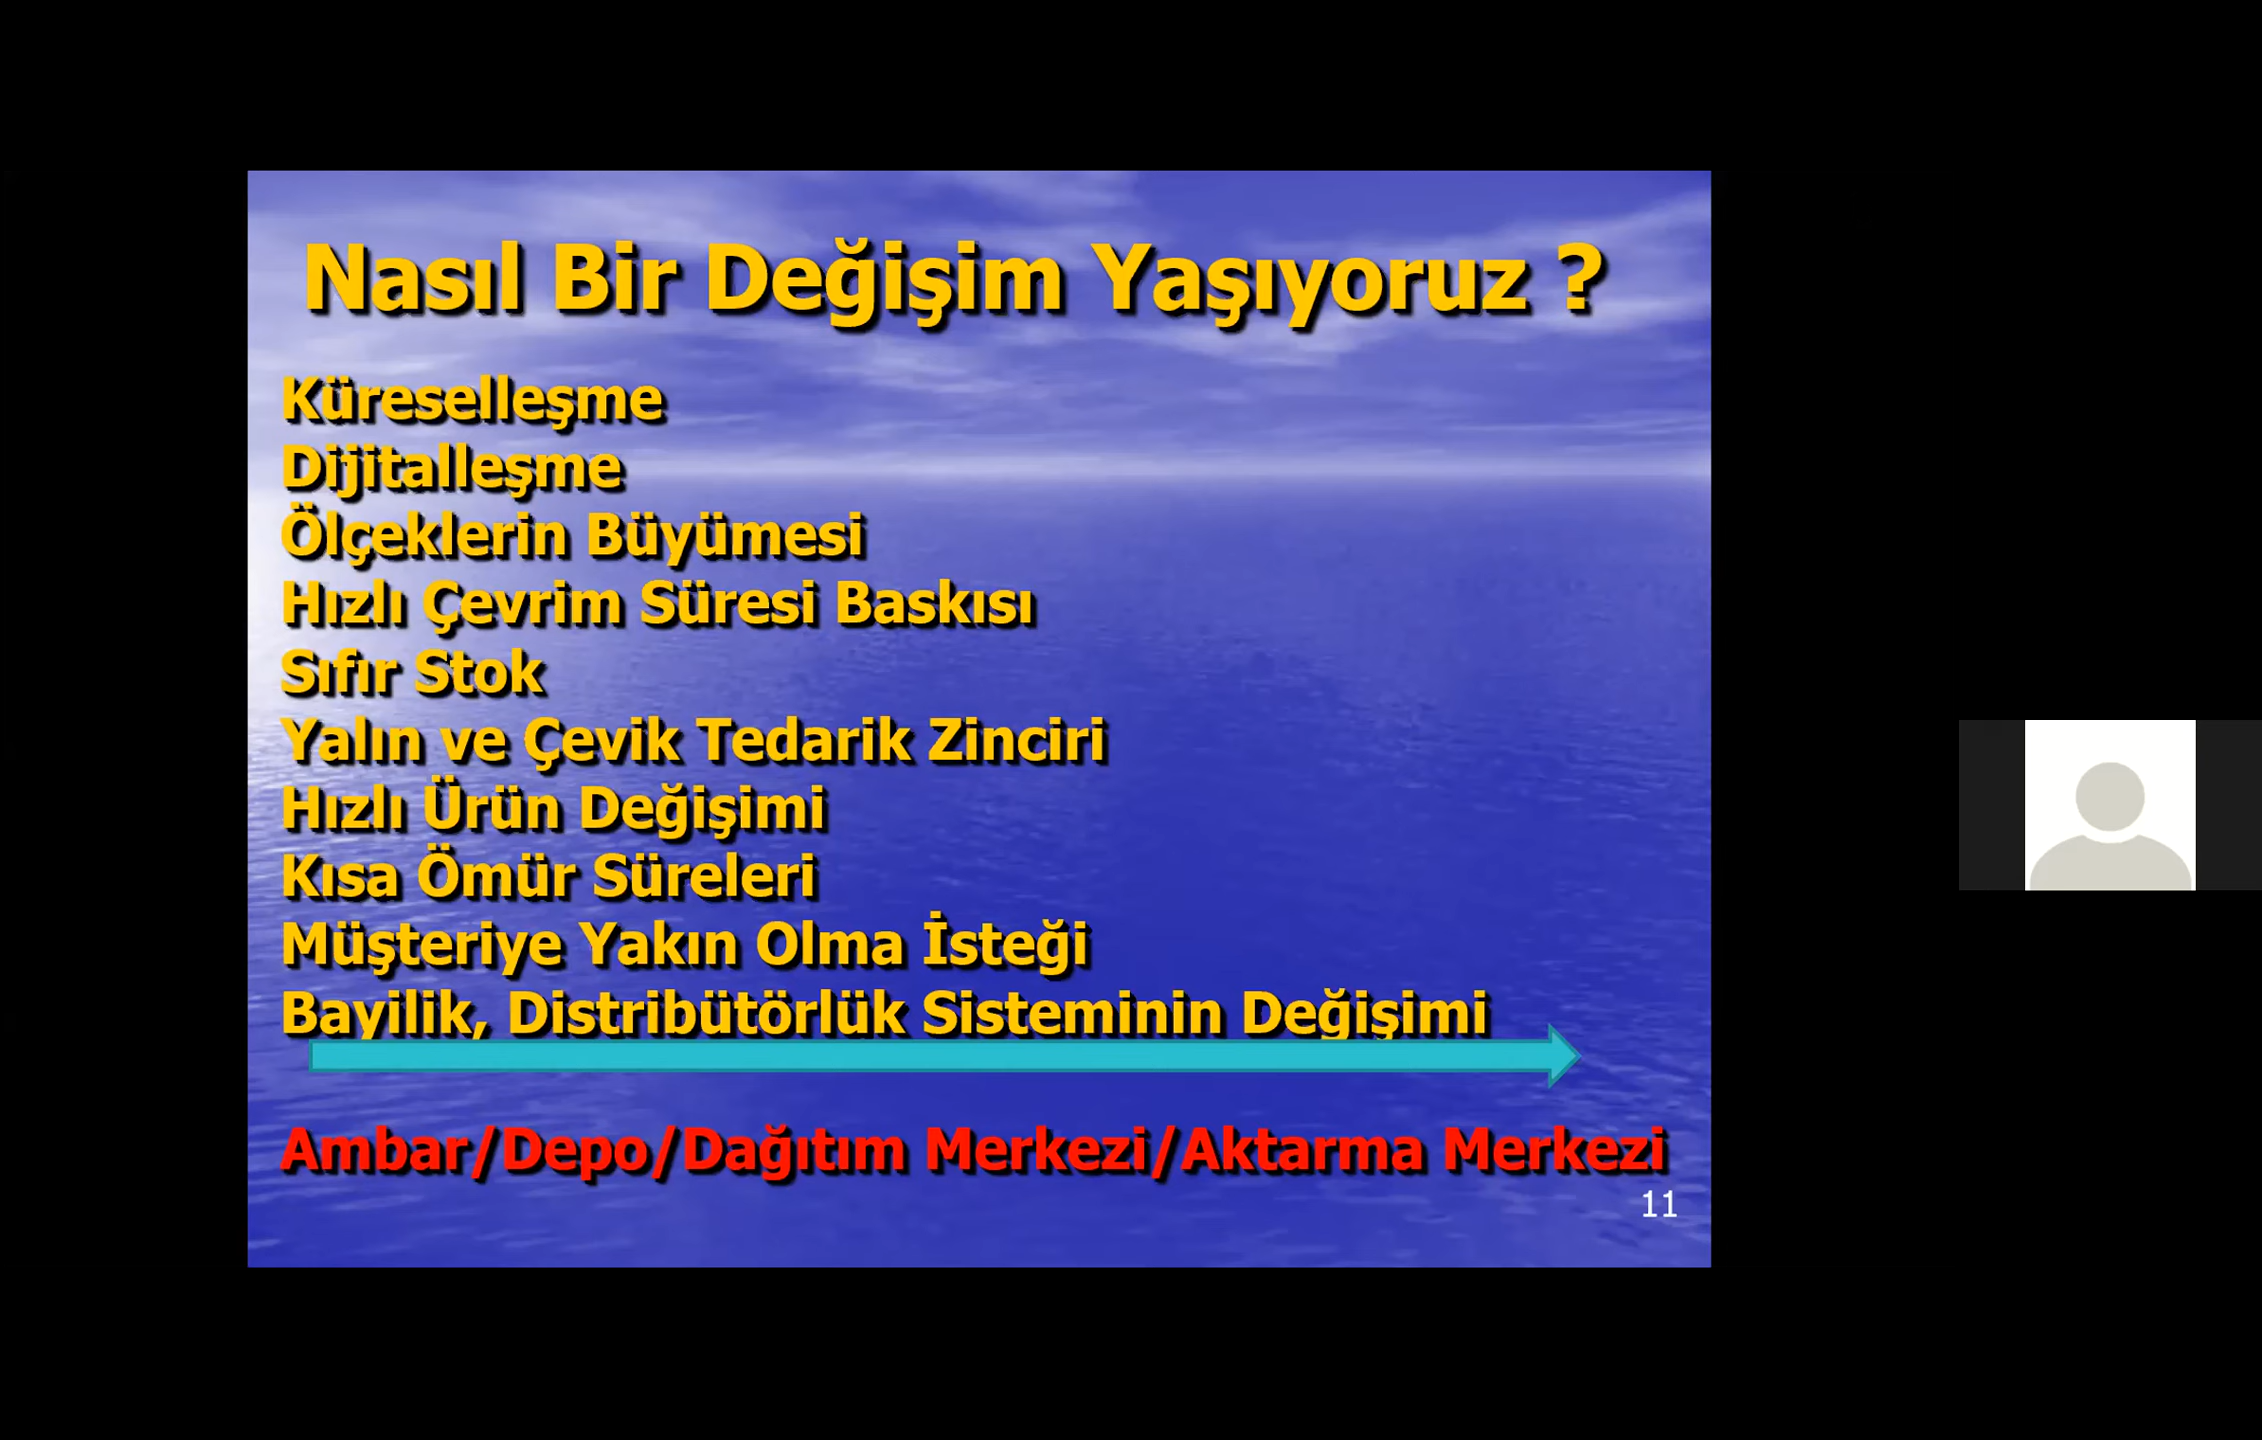 Nasıl Bir Değişim Yaşıyoruz ?
Küreselleşme
Dijitalleşme
Ölçeklerin Büyümesi
Hızlı Çevrim Süresi Baskısı
Sıfır Stok
Yalın ve Çevik Tedarik Zinciri
Hızlı Ürün Değişimi
Kısa Ömür Süreleri
Müşteriye Yakın Olma İsteği
Bayilik, Distribütörlük Sisteminin Değişimi
Ambar/Depo/Dağıtım Merkezi/Aktarma Merkezi
11